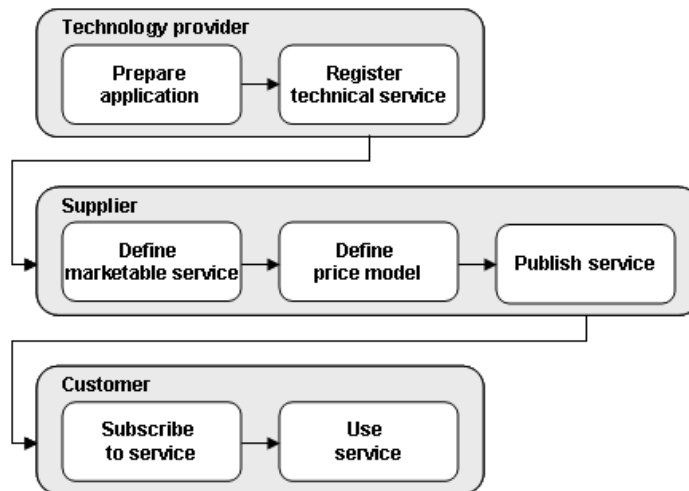 Technology provider
Prepare
application
Register
technical service
Supplier
Define
marketable service
Define
price model
Publish service
Customer
Subscribe
to service
Use
service